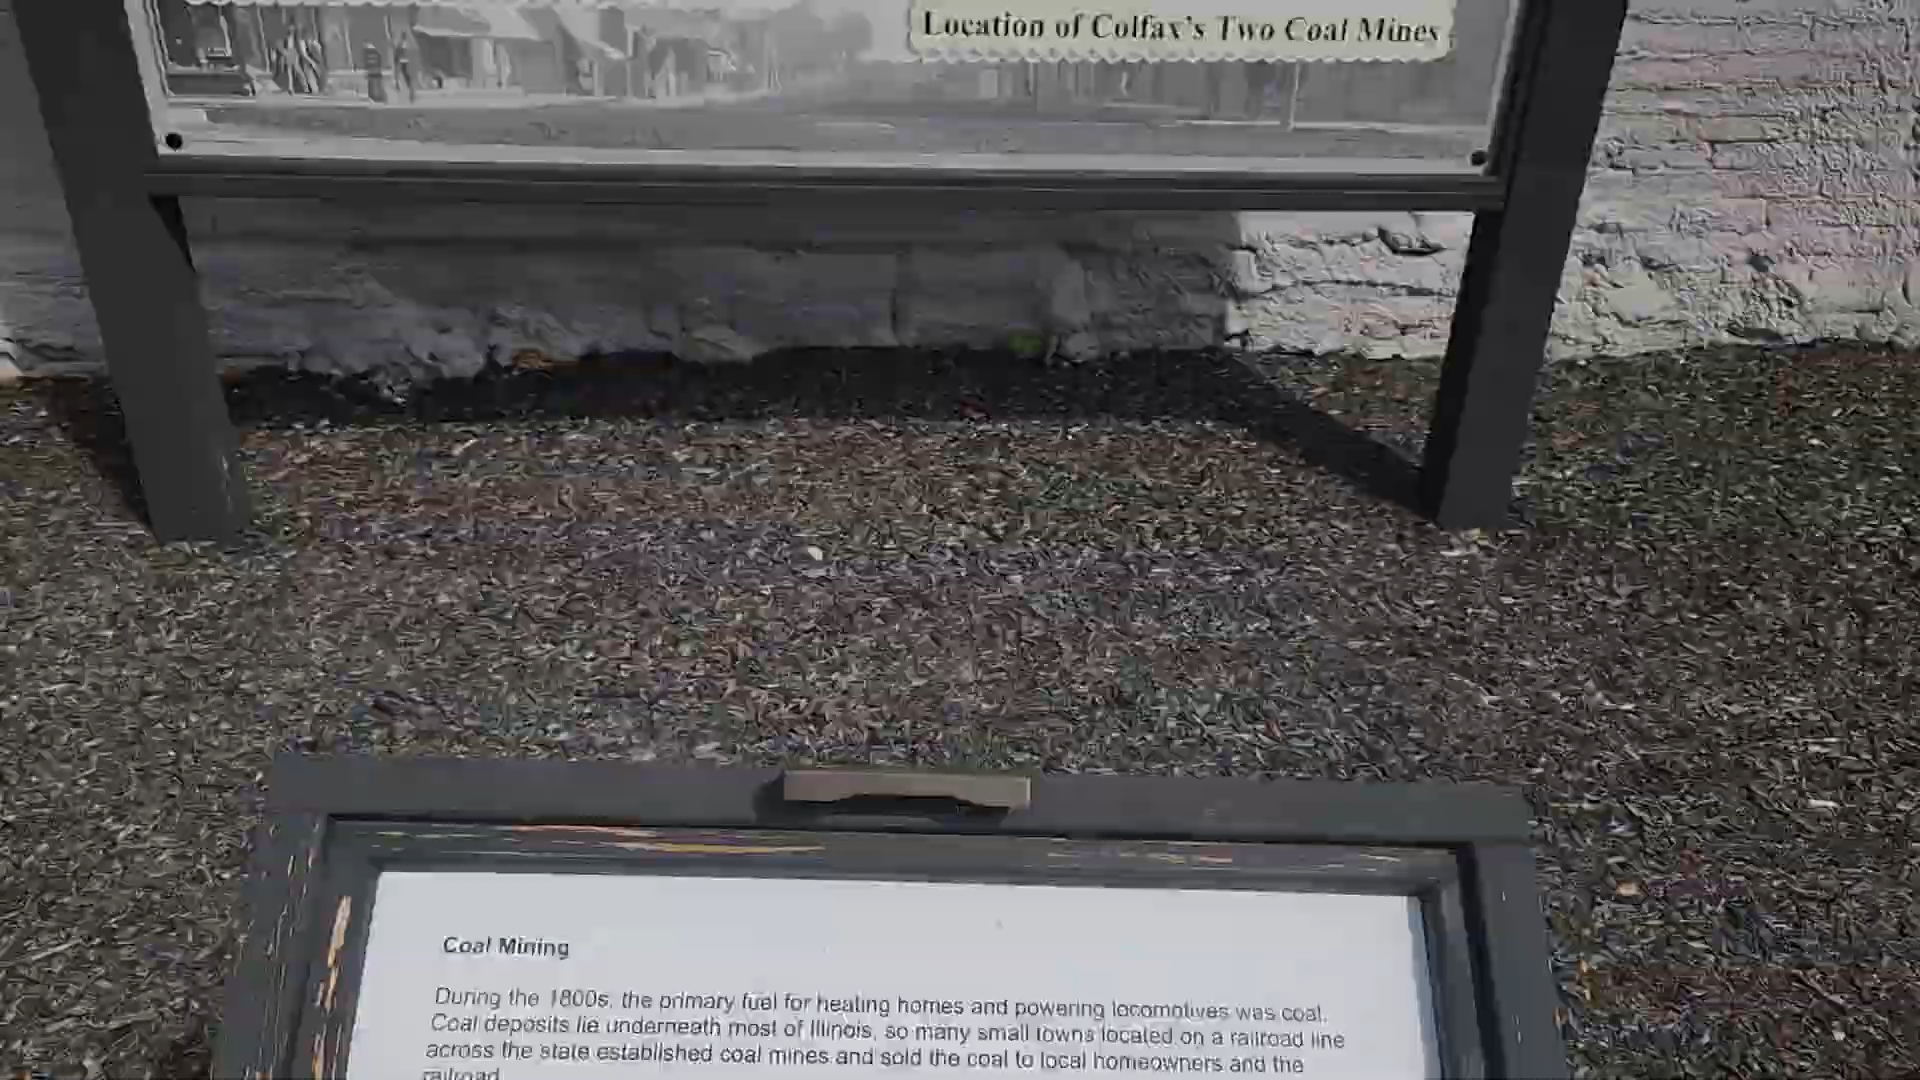 Location of Colfax's Two Coal Mines
Coal Mining
During the 1800s, the primary fuel for heating homes and powering locomotives was coal.
Coal deposits lie underneath most of Illinois, so many small towns located on a railroad line
across the state established coal mines and sold the coal to local homeowners and the
railroad.